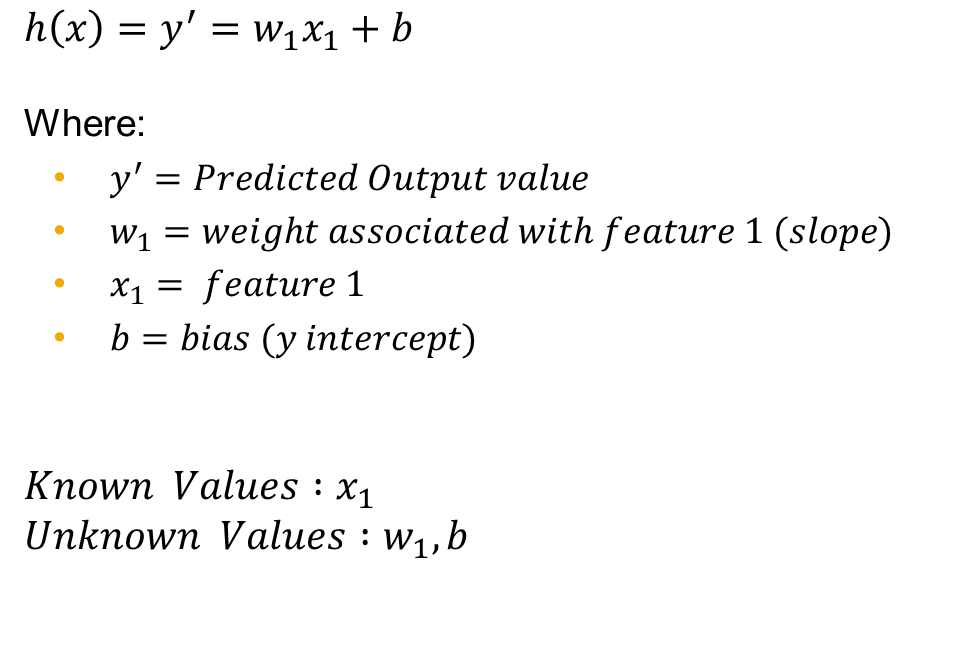 h(x) = y′ = w₁x₁ + b
Where:
• y′ = Predicted Output value
• w₁ = weight associated with feature 1 (slope)
• x₁ = feature 1
• b = bias (y intercept)
Known Values : x₁
Unknown Values : w₁, b